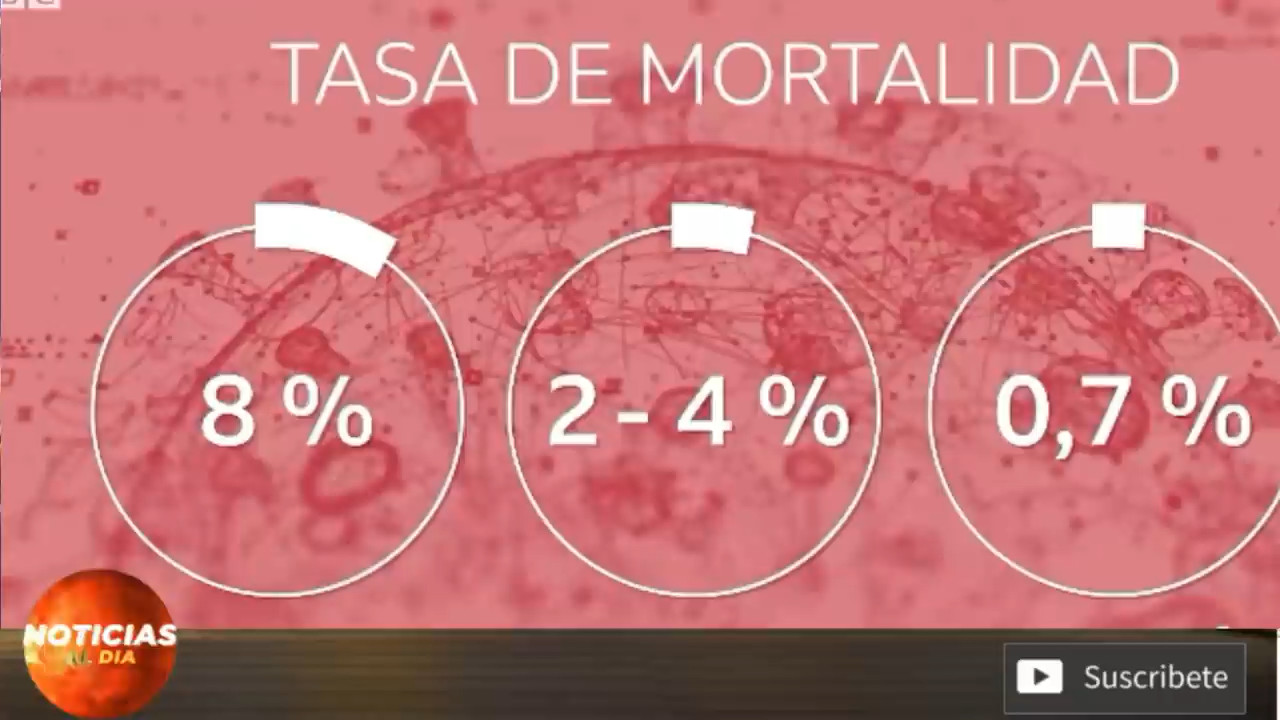 TASA DE MORTALIDAD
8 %
2 - 4 %
0,7 %
NOTICIAS
AL DIA
Suscribete